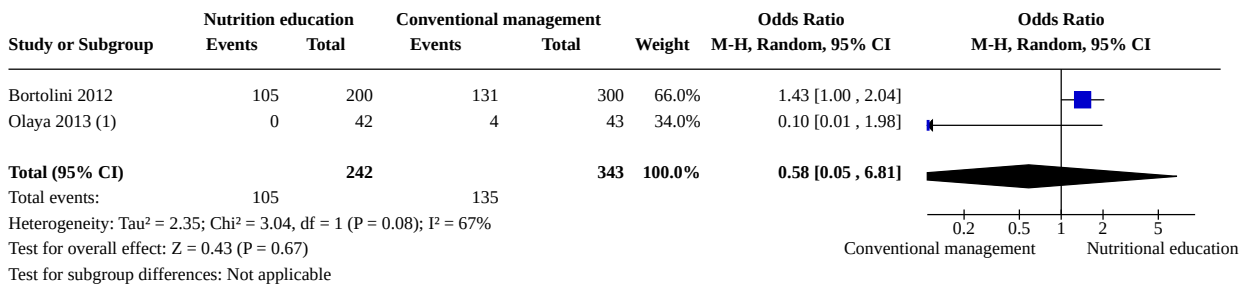 Nutrition education Conventional management Odds Ratio Odds Ratio
Study or Subgroup Events Total Events Total Weight M-H, Random, 95% CI M-H, Random, 95% CI
Bortolini 2012 105 200 131 300 66.0% 1.43 [1.00 , 2.04]
Olaya 2013 (1) 0 42 4 43 34.0% 0.10 [0.01 , 1.98]
Total (95% CI) 242 343 100.0% 0.58 [0.05 , 6.81]
Total events: 105 135
Heterogeneity: Tau² = 2.35; Chi² = 3.04, df = 1 (P = 0.08); I² = 67%
0.2 0.5 1 2 5
Test for overall effect: Z = 0.43 (P = 0.67)
Conventional management Nutritional education
Test for subgroup differences: Not applicable